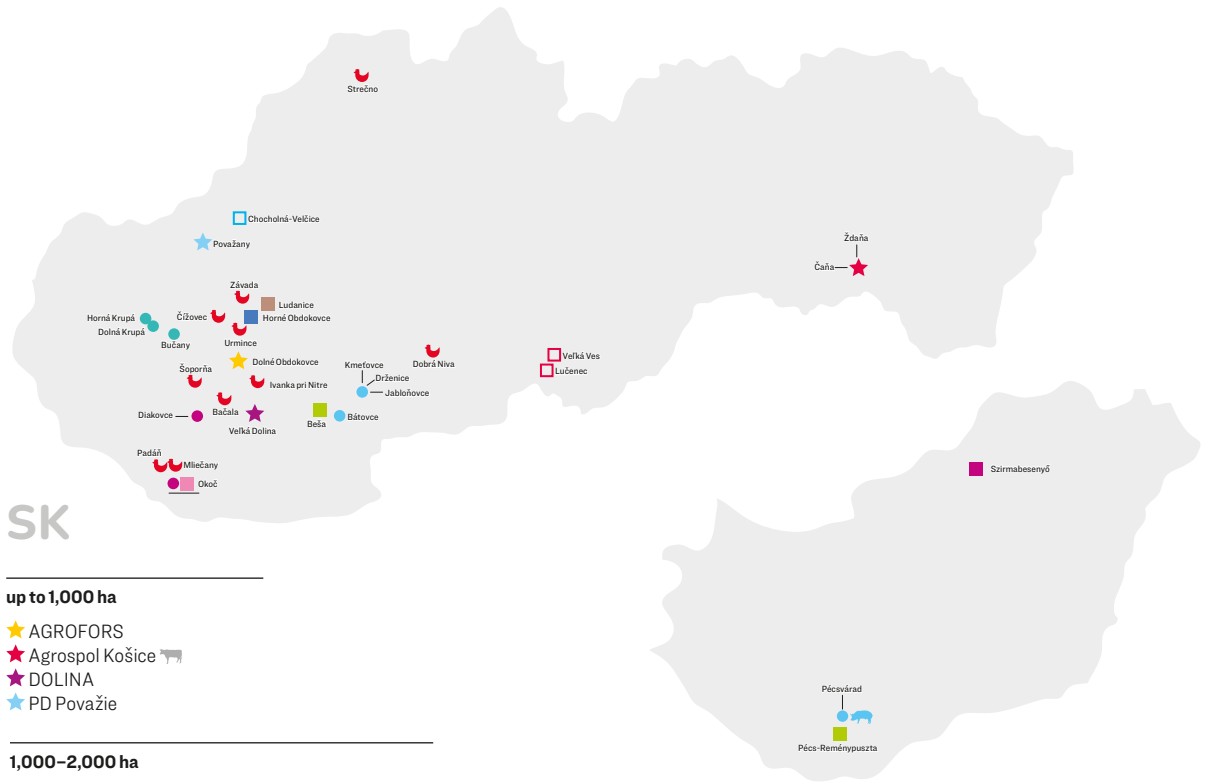 Strečno
Chocholná-Velčice
Považany
Ždaňa
Čaňa
Závada
Ludanice
Horná Krupá
Čížovec
Horné Obdokovce
Dolná Krupá
Bučany
Urmince
Dolné Obdokovce
Dobrá Niva
Veľká Ves
Lučenec
Kmeťovce
Drženice
Jabloňovce
Šoporňa
Ivanka pri Nitre
Diakovce
Bačala
Veľká Dolina
Beša
Bátovce
Padáň
Mliečany
Okoč
Szirmabesenyő
SK
up to 1,000 ha
AGROFORS
Agrospol Košice
DOLINA
PD Považie
Pécsvárad
Pécs-Reménypuszta
1,000–2,000 ha